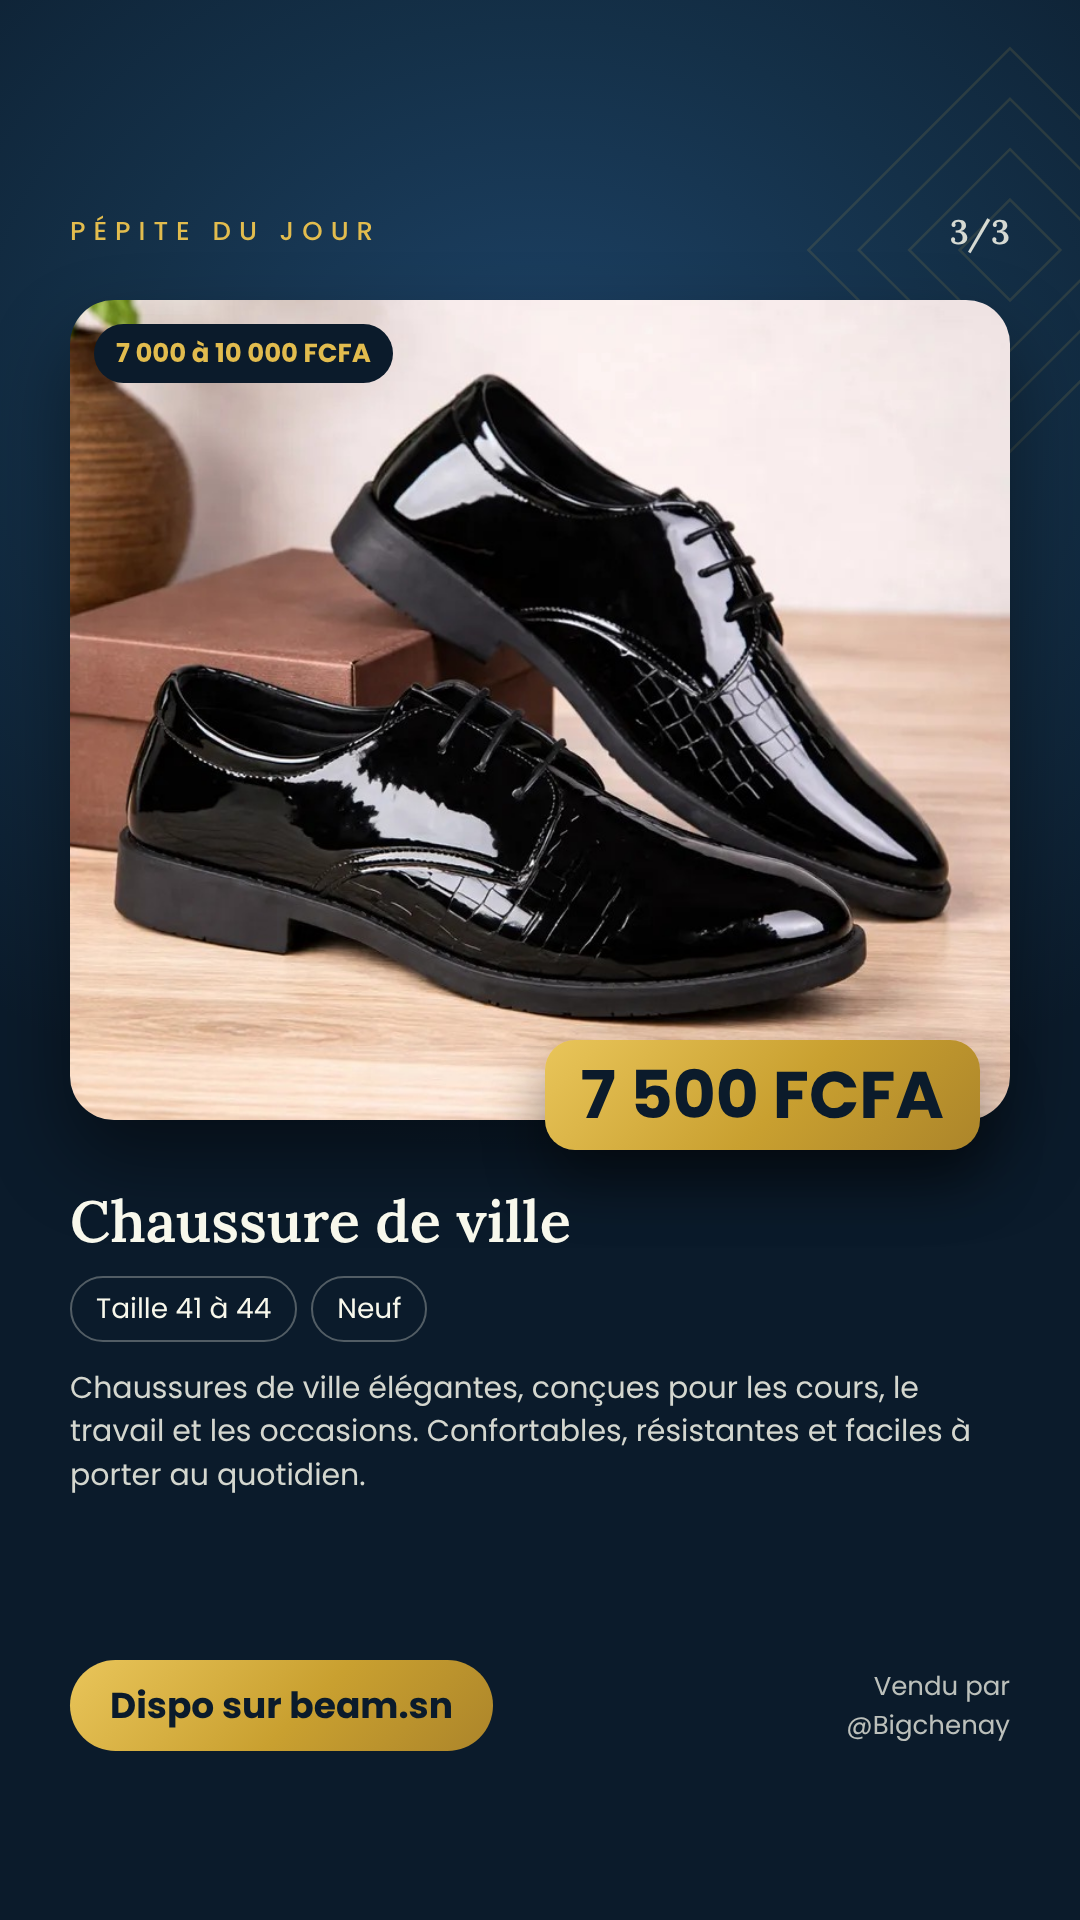 PÉPITE DU JOUR
3/3
7 000 à 10 000 FCFA
7 500 FCFA
Chaussure de ville
Taille 41 à 44
Neuf
Chaussures de ville élégantes, conçues pour les cours, le
travail et les occasions. Confortables, résistantes et faciles à
porter au quotidien.
Dispo sur beam.sn
Vendu par
@Bigchenay